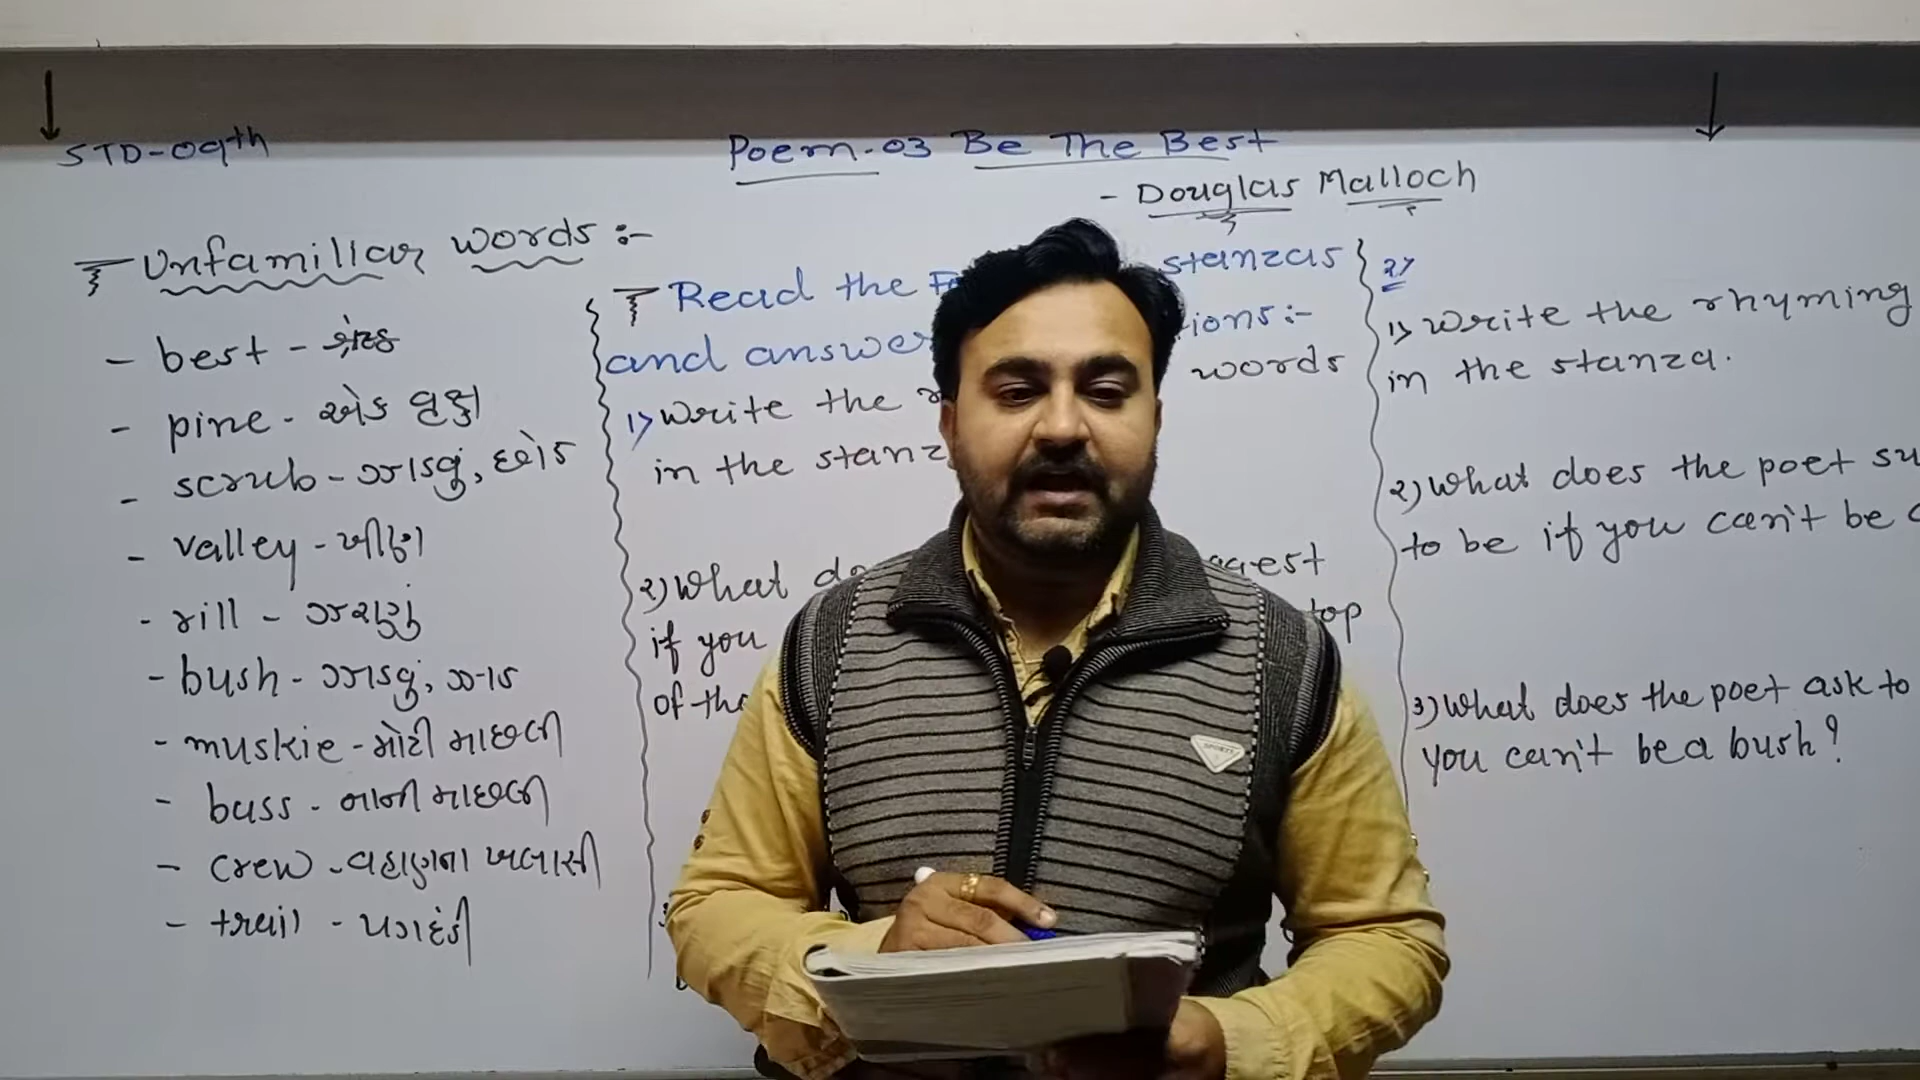 STD-09th
Poem-03 Be The Best
- Douglas Malloch
Unfamiliar words :-
- best - શ્રેષ્ઠ
- pine - એક વૃક્ષ
- scrub - ઝાડવું, છોડ
- valley - ખીણ
- rill - ઝરણું
- bush - ઝાડવું, ઝાડ
- muskie - મોટી માછલી
- bass - નાની માછલી
- crew - વહાણના ખલાસી
- trail - પગદંડી
Read the stanzas
and answer :-
1) Write the words
in the
2) What
if you top
of the
2)
1) Write the rhyming
in the stanza.
2) What does the poet
to be if you can't be
3) What does the poet ask to
you can't be a bush?
SPORTY